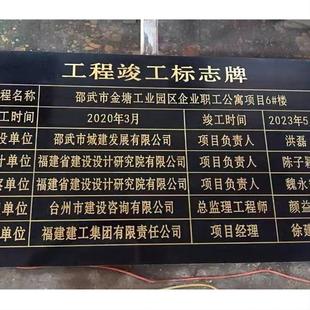 工程竣工标志牌
程名称 邵武市金塘工业园区企业职工公寓项目6#楼
工时间 2020年3月 竣工时间 2023年5
设单位 邵武市城建发展有限公司 项目负责人 洪磊
计单位 福建省建设设计研究院有限公司 项目负责人 陈子
单位 福建省建设设计研究院有限公司 项目负责人 魏永
单位 台州市建设咨询有限公司 总监理工程师 颜益
单位 福建建工集团有限责任公司 项目经理 徐建